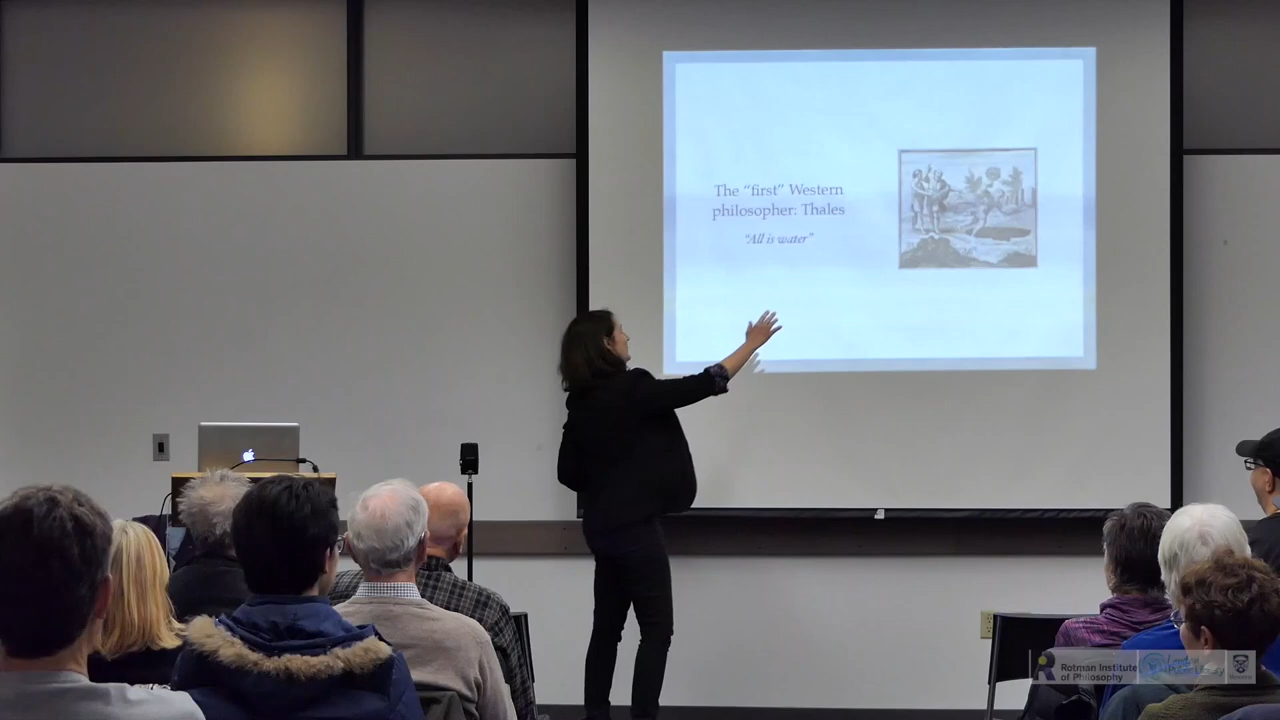 The “first” Western
philosopher: Thales
“All is water”
Rotman Institute
of Philosophy